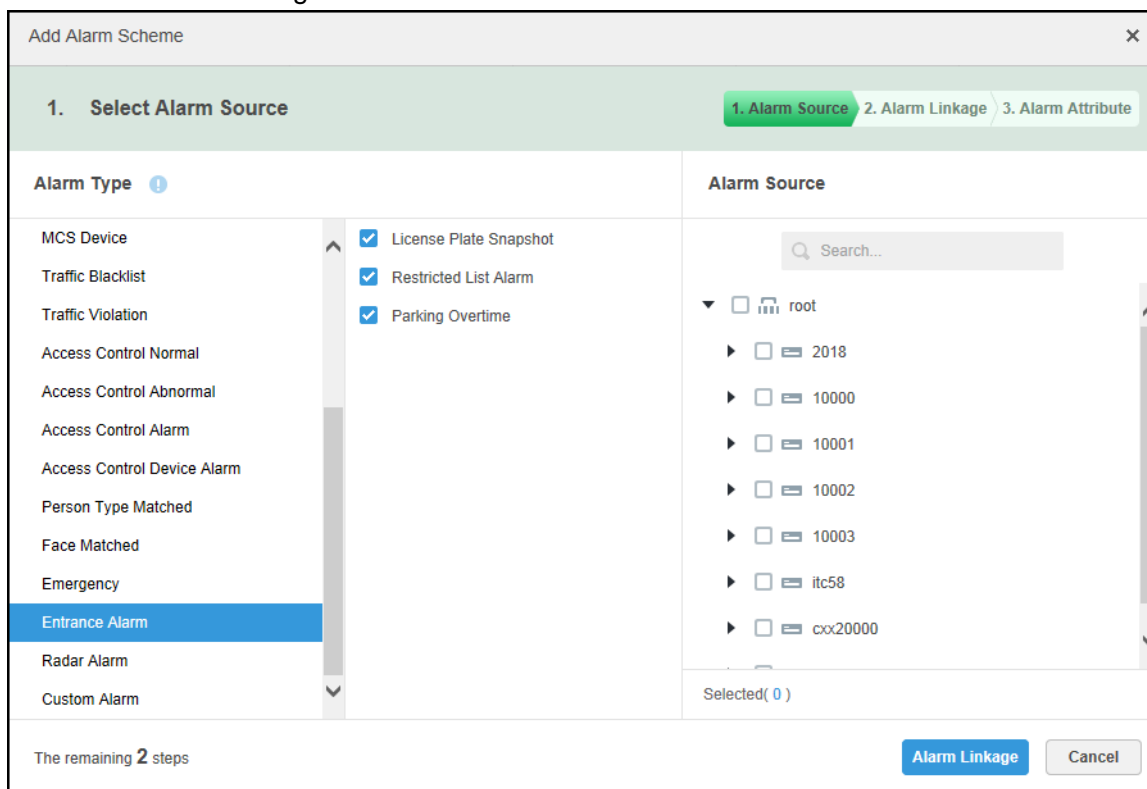 Add Alarm Scheme
1. Select Alarm Source
1. Alarm Source 2. Alarm Linkage 3. Alarm Attribute
Alarm Type
Alarm Source
MCS Device
Traffic Blacklist
Traffic Violation
Access Control Normal
Access Control Abnormal
Access Control Alarm
Access Control Device Alarm
Person Type Matched
Face Matched
Emergency
Entrance Alarm
Radar Alarm
Custom Alarm
License Plate Snapshot
Restricted List Alarm
Parking Overtime
Search...
root
2018
10000
10001
10002
10003
itc58
cxx20000
Selected( 0 )
The remaining 2 steps
Alarm Linkage
Cancel